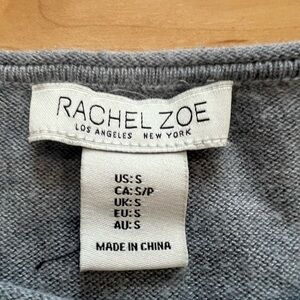 RACHEL ZOE
LOS ANGELES NEW YORK
US: S
CA: S/P
UK: S
EU: S
AU: S
MADE IN CHINA